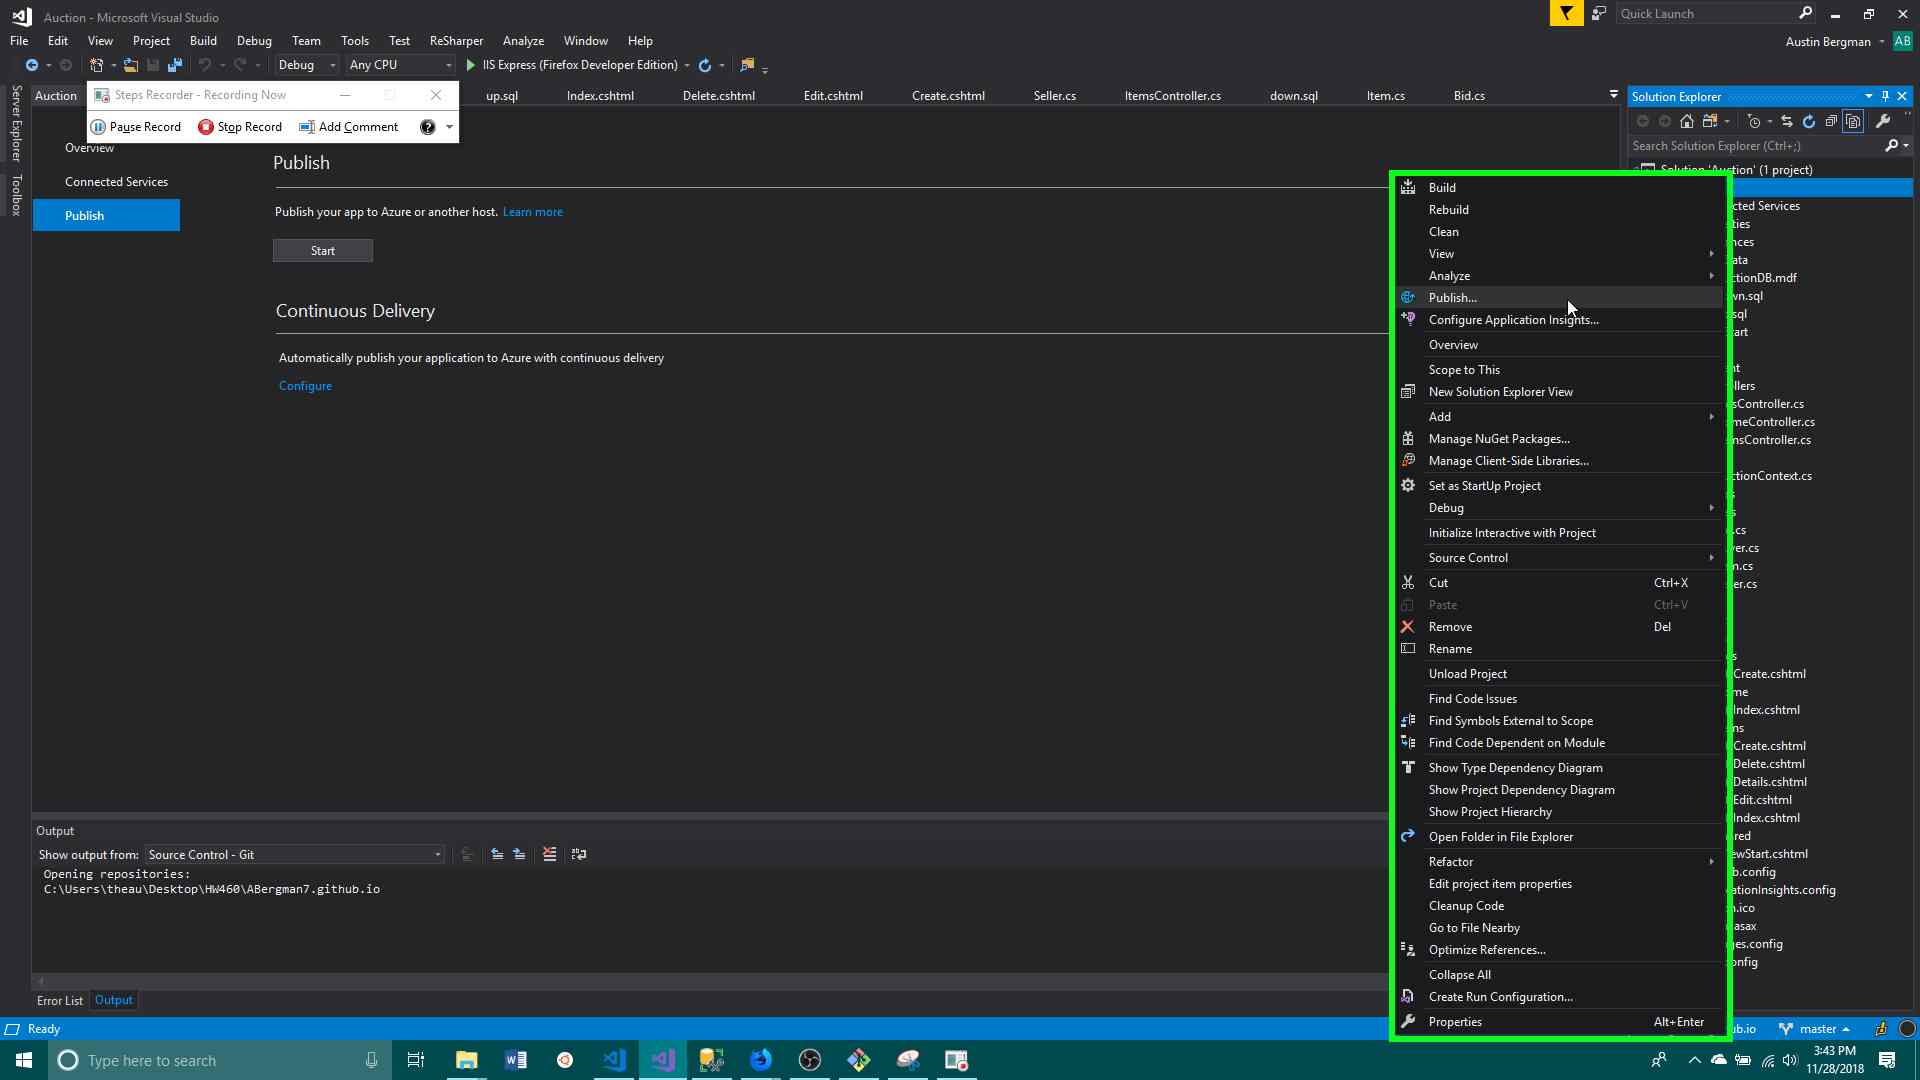 Auction - Microsoft Visual Studio
Quick Launch
File Edit View Project Build Debug Team Tools Test ReSharper Analyze Window Help
Austin Bergman AB
Debug Any CPU IIS Express (Firefox Developer Edition)
Auction
Steps Recorder - Recording Now
Pause Record Stop Record Add Comment
up.sql Index.cshtml Delete.cshtml Edit.cshtml Create.cshtml Seller.cs ItemsController.cs down.sql Item.cs Bid.cs
Server Explorer
Toolbox
Overview
Connected Services
Publish
Publish
Publish your app to Azure or another host. Learn more
Start
Continuous Delivery
Automatically publish your application to Azure with continuous delivery
Configure
Output
Show output from: Source Control - Git
Opening repositories:
C:\Users\theau\Desktop\HW460\ABergman7.github.io
Error List Output
Ready
Build
Rebuild
Clean
View
Analyze
Publish...
Configure Application Insights...
Overview
Scope to This
New Solution Explorer View
Add
Manage NuGet Packages...
Manage Client-Side Libraries...
Set as StartUp Project
Debug
Initialize Interactive with Project
Source Control
Cut Ctrl+X
Paste Ctrl+V
Remove Del
Rename
Unload Project
Find Code Issues
Find Symbols External to Scope
Find Code Dependent on Module
Show Type Dependency Diagram
Show Project Dependency Diagram
Show Project Hierarchy
Open Folder in File Explorer
Refactor
Edit project item properties
Cleanup Code
Go to File Nearby
Optimize References...
Collapse All
Create Run Configuration...
Properties Alt+Enter
Solution Explorer
Search Solution Explorer (Ctrl+;)
Solution 'Auction' (1 project)
cted Services
ties
nces
ata
ctionDB.mdf
wn.sql
.sql
tart
nt
llers
sController.cs
meController.cs
msController.cs
ctionContext.cs
s
s
.cs
yer.cs
m.cs
ler.cs
s
Create.cshtml
me
Index.cshtml
ms
Create.cshtml
Delete.cshtml
Details.cshtml
Edit.cshtml
Index.cshtml
red
ewStart.cshtml
b.config
ationInsights.config
n.ico
asax
ges.config
onfig
ub.io master
Type here to search
3:43 PM
11/28/2018